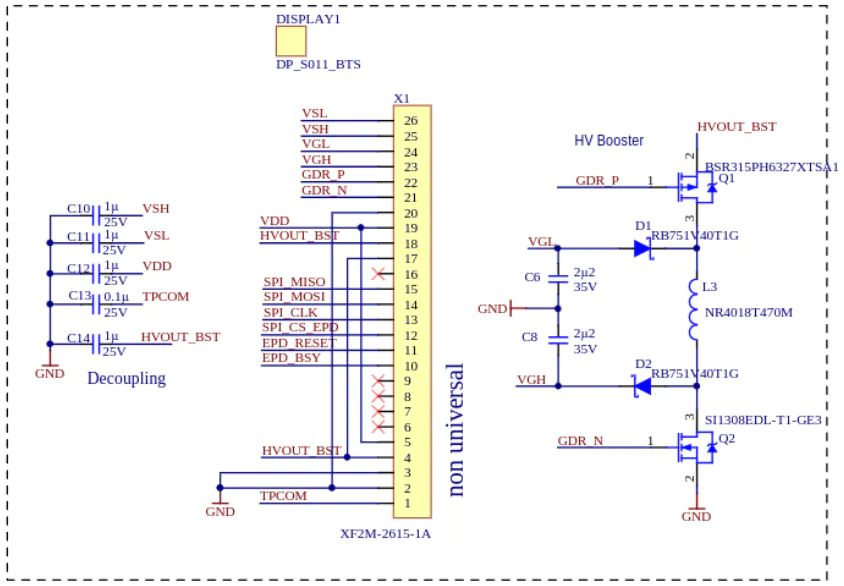 DISPLAY1
DP_S011_BTS
X1
VSL
26
VSH
25
VGL
24
VGH
23
GDR_P
22
GDR_N
21
20
VDD
19
HVOUT_BST
18
17
16
SPI_MISO
15
SPI_MOSI
14
SPI_CLK
13
SPI_CS_EPD
12
EPD_RESET
11
EPD_BSY
10
9
8
7
6
5
HVOUT_BST
4
3
2
TPCOM
1
GND
XF2M-2615-1A
non universal
C10
1µ
25V
VSH
C11
1µ
25V
VSL
C12
1µ
25V
VDD
C13
0.1µ
25V
TPCOM
C14
1µ
25V
HVOUT_BST
GND
Decoupling
HV Booster
HVOUT_BST
2
BSR315PH6327XTSA1
GDR_P
1
Q1
3
D1
RB751V40T1G
VGL
C6
2µ2
35V
L3
NR4018T470M
GND
C8
2µ2
35V
D2
RB751V40T1G
VGH
3
SI1308EDL-T1-GE3
GDR_N
1
Q2
2
GND